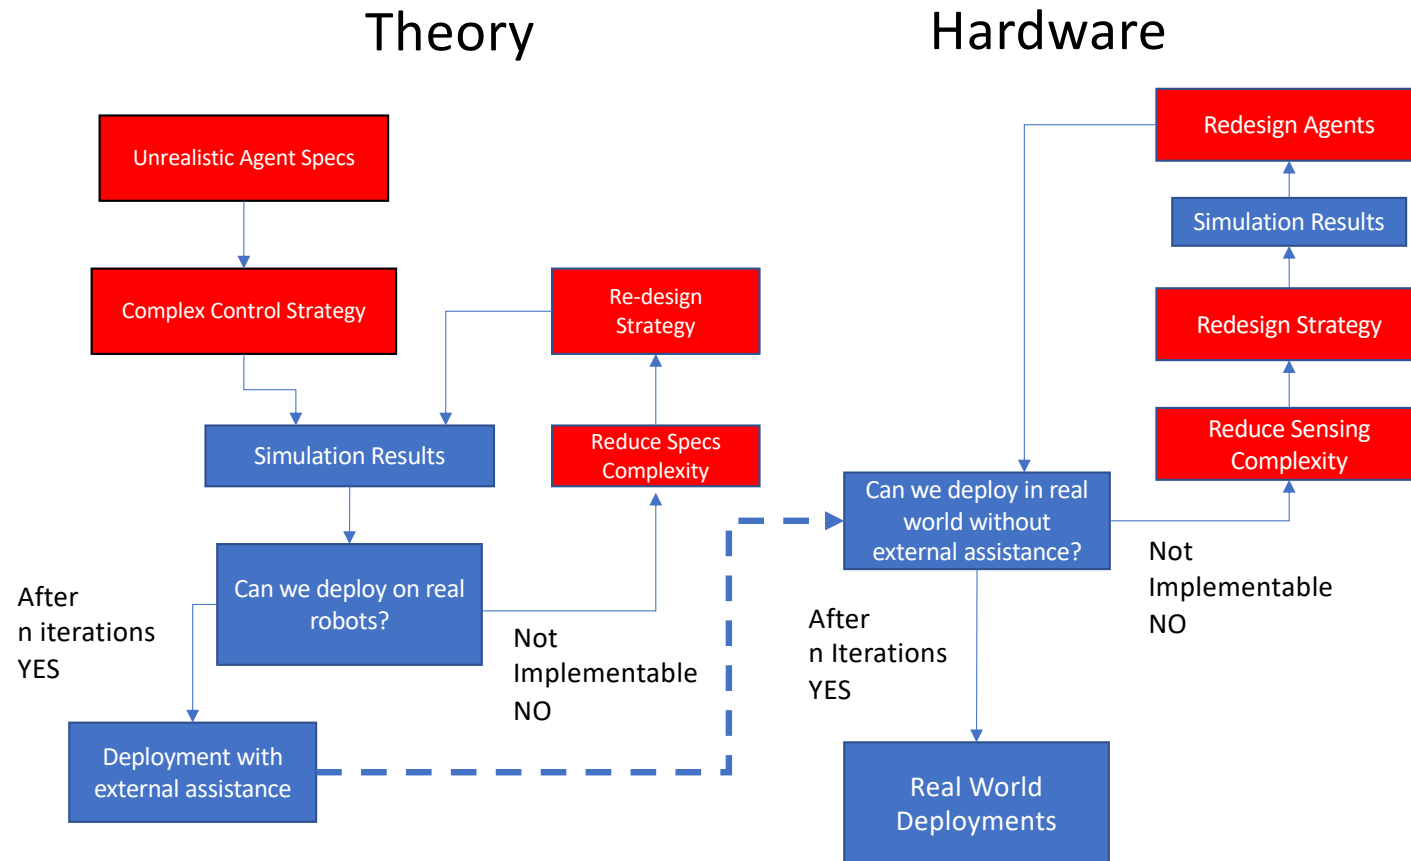 Theory
Hardware
Unrealistic Agent Specs
Complex Control Strategy
Re-design
Strategy
Simulation Results
Reduce Specs
Complexity
Can we deploy on real
robots?
After
n iterations
YES
Not
Implementable
NO
Deployment with
external assistance
Redesign Agents
Simulation Results
Redesign Strategy
Reduce Sensing
Complexity
Can we deploy in real
world without
external assistance?
Not
Implementable
NO
After
n Iterations
YES
Real World
Deployments